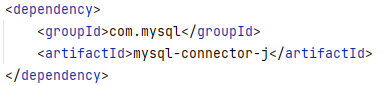 <dependency>
    <groupId>com.mysql</groupId>
    <artifactId>mysql-connector-j</artifactId>
</dependency>